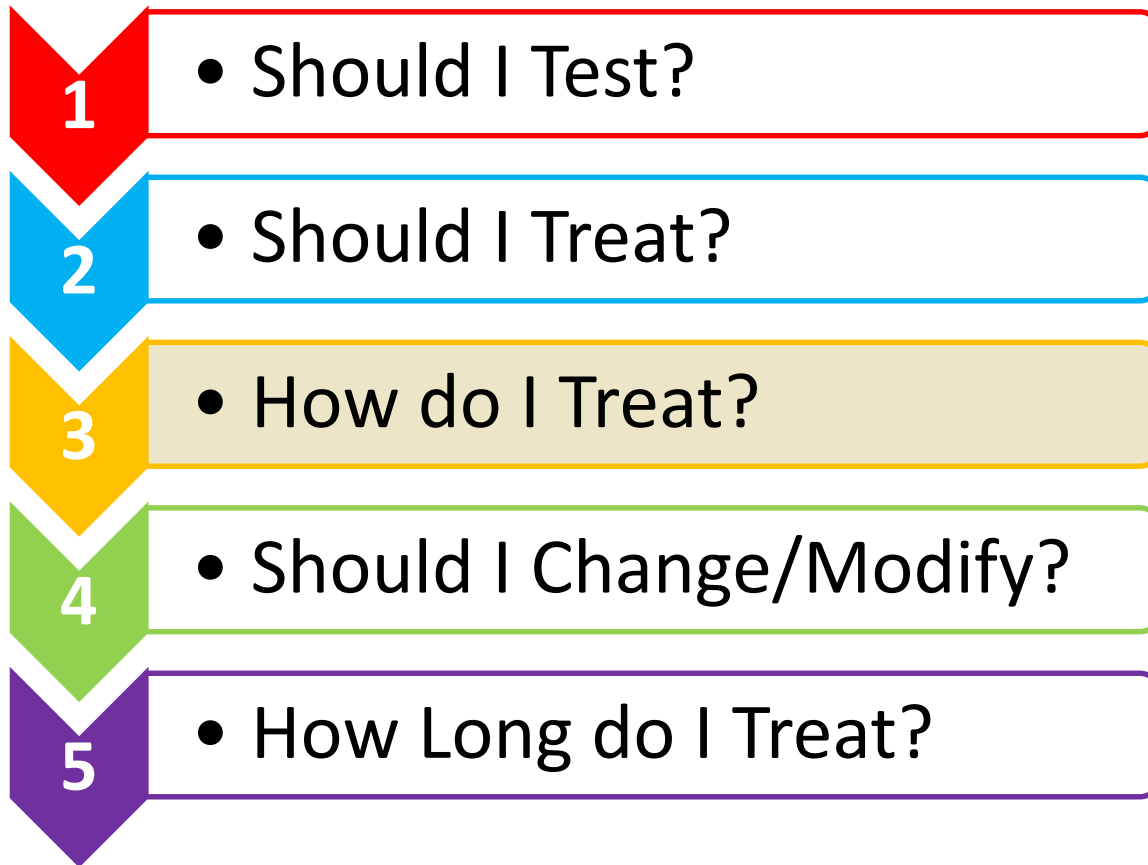 1
• Should I Test?
2
• Should I Treat?
3
• How do I Treat?
4
• Should I Change/Modify?
5
• How Long do I Treat?